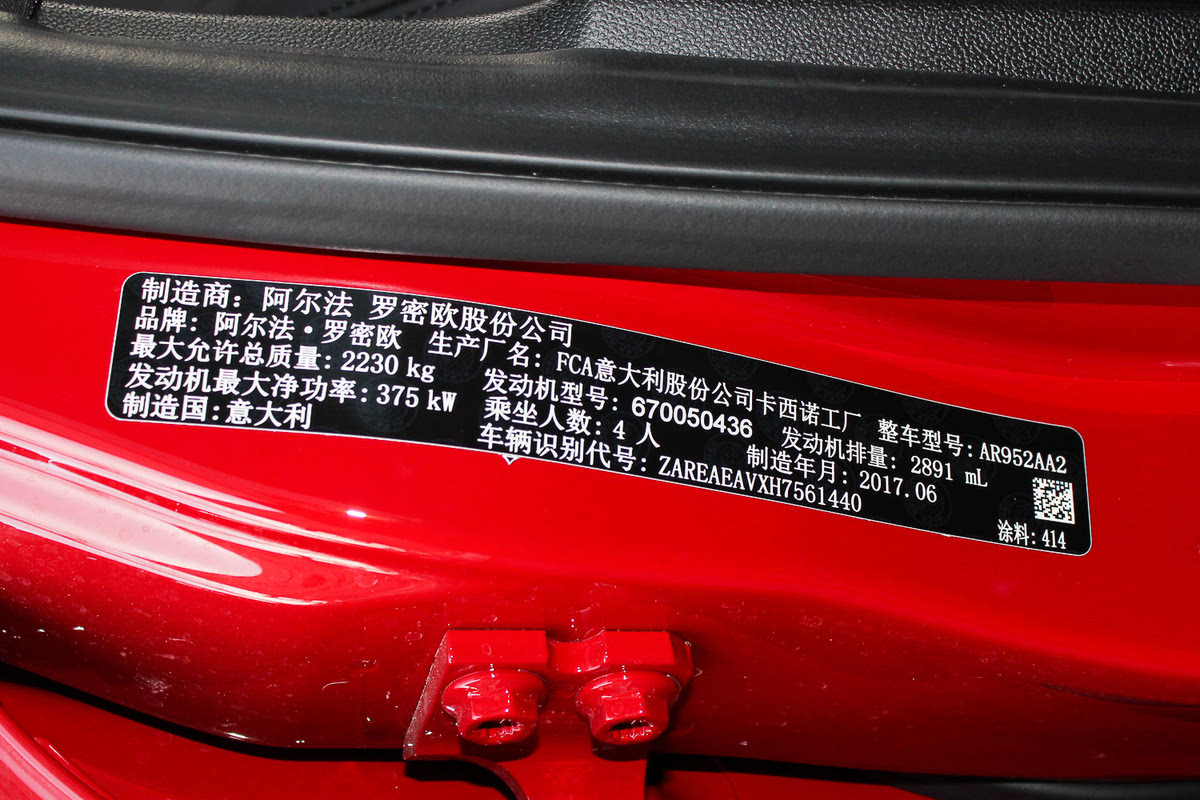 制造商: 阿尔法 罗密欧股份公司
品牌: 阿尔法·罗密欧 生产厂名: FCA意大利股份公司卡西诺工厂 整车型号: AR952AA2
最大允许总质量: 2230 kg 发动机型号: 670050436 发动机排量: 2891 mL
发动机最大净功率: 375 kW 乘坐人数: 4 人 制造年月: 2017.06
制造国: 意大利 车辆识别代号: ZAREAEAVXH7561440
涂料: 414